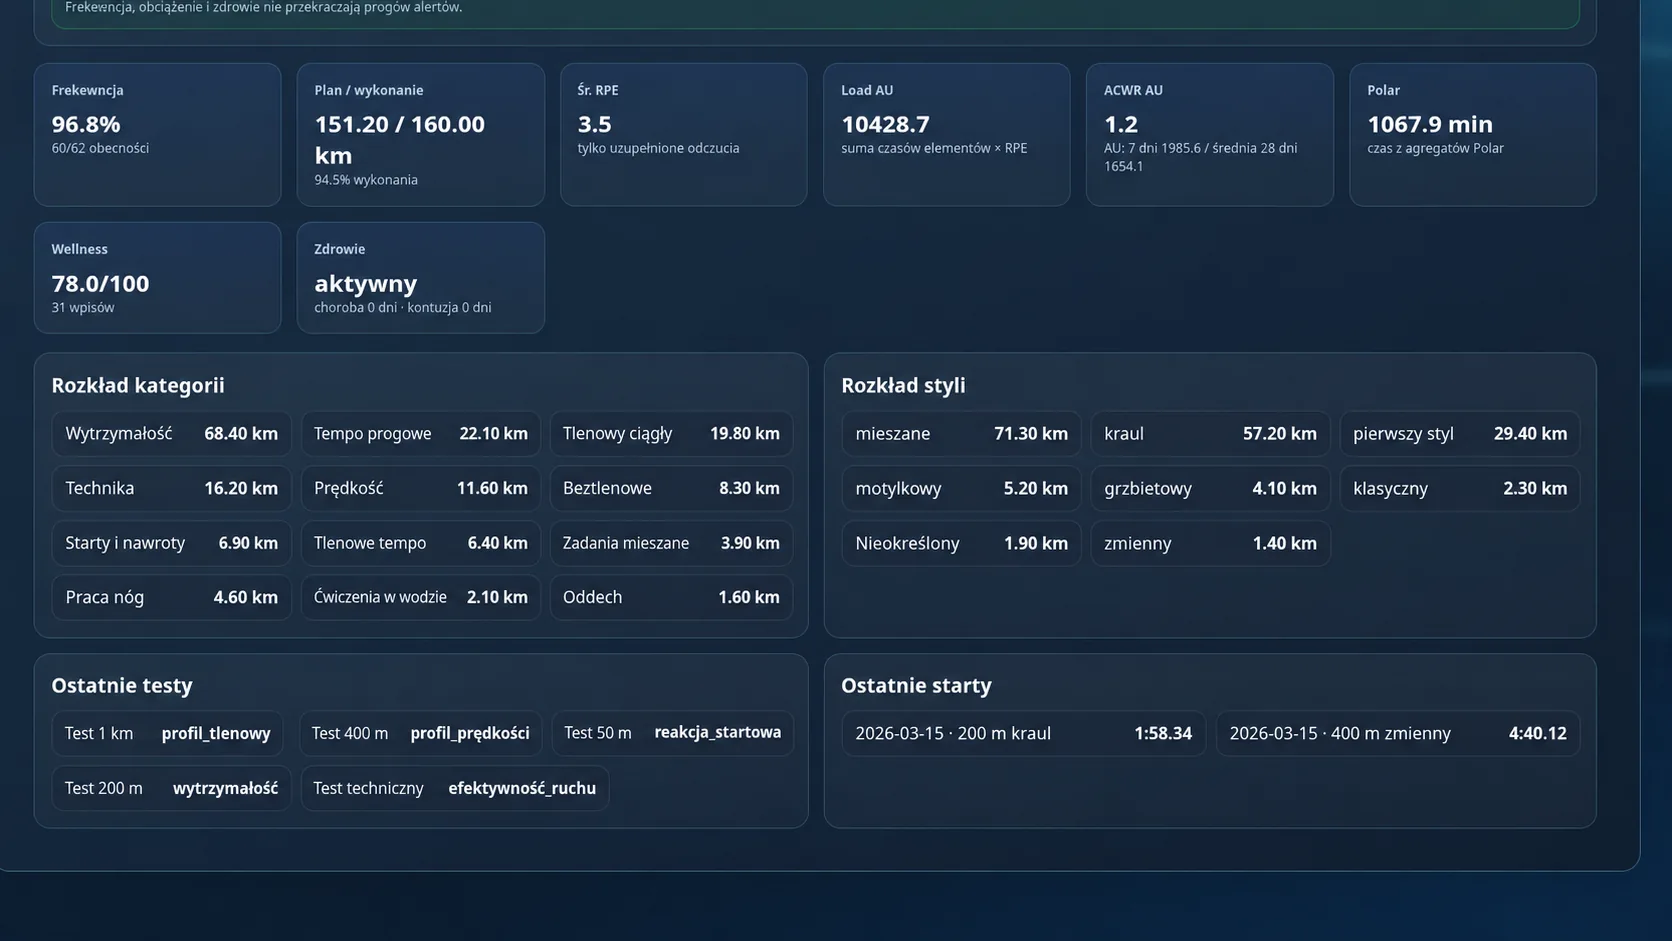 Frekewncja, obciążenie i zdrowie nie przekraczają progów alertów.
Frekewncja
96.8%
60/62 obecności
Plan / wykonanie
151.20 / 160.00
km
94.5% wykonania
Śr. RPE
3.5
tylko uzupełnione odczucia
Load AU
10428.7
suma czasów elementów × RPE
ACWR AU
1.2
AU: 7 dni 1985.6 / średnia 28 dni
1654.1
Polar
1067.9 min
czas z agregatów Polar
Wellness
78.0/100
31 wpisów
Zdrowie
aktywny
choroba 0 dni · kontuzja 0 dni
Rozkład kategorii
Wytrzymałość 68.40 km
Tempo progowe 22.10 km
Tlenowy ciągły 19.80 km
Technika 16.20 km
Prędkość 11.60 km
Beztlenowe 8.30 km
Starty i nawroty 6.90 km
Tlenowe tempo 6.40 km
Zadania mieszane 3.90 km
Praca nóg 4.60 km
Ćwiczenia w wodzie 2.10 km
Oddech 1.60 km
Rozkład styli
mieszane 71.30 km
kraul 57.20 km
pierwszy styl 29.40 km
motylkowy 5.20 km
grzbietowy 4.10 km
klasyczny 2.30 km
Nieokreślony 1.90 km
zmienny 1.40 km
Ostatnie testy
Test 1 km profil_tlenowy
Test 400 m profil_prędkości
Test 50 m reakcja_startowa
Test 200 m wytrzymałość
Test techniczny efektywność_ruchu
Ostatnie starty
2026-03-15 · 200 m kraul 1:58.34
2026-03-15 · 400 m zmienny 4:40.12